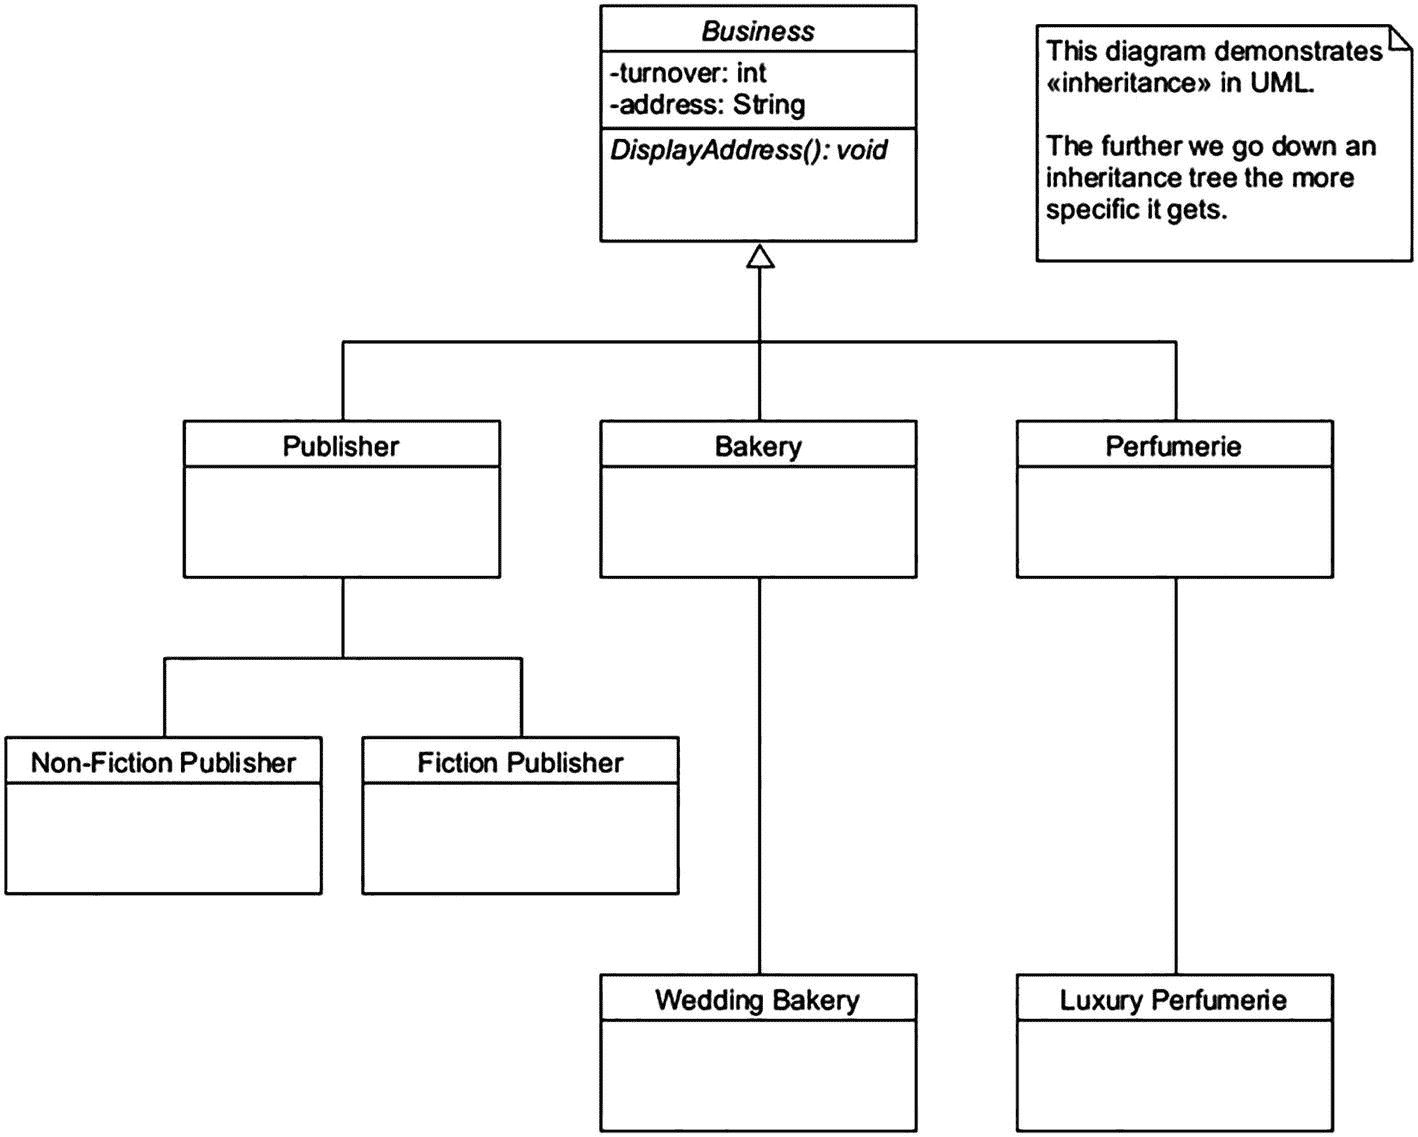 Business
-turnover: int
-address: String
DisplayAddress(): void
This diagram demonstrates
«inheritance» in UML.
The further we go down an
inheritance tree the more
specific it gets.
Publisher
Bakery
Perfumerie
Non-Fiction Publisher
Fiction Publisher
Wedding Bakery
Luxury Perfumerie